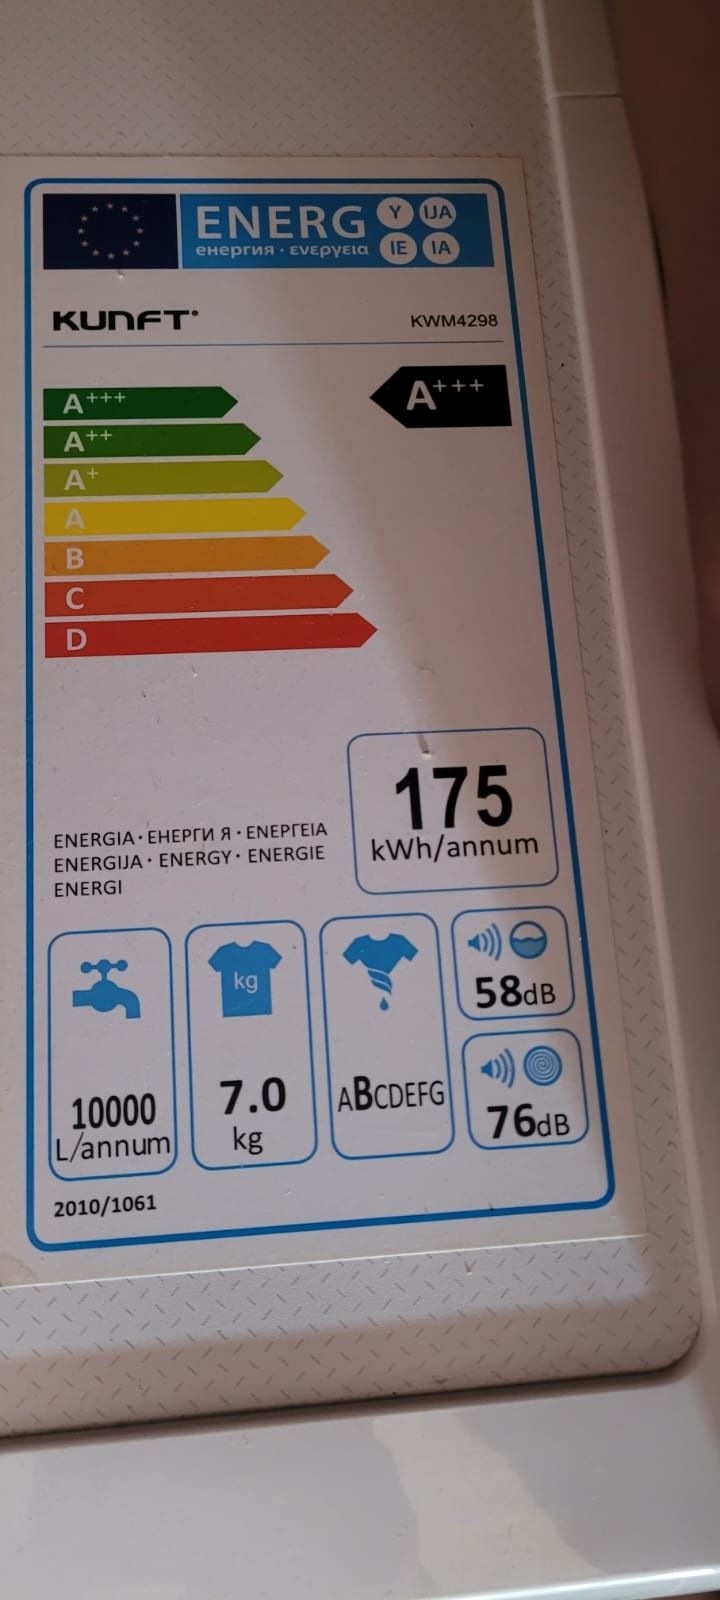 ENERG Y IJA
енергия · ενεργεια IE IA
KUNFT
KWM4298
A+++
A+++
A++
A+
A
B
C
D
175
kWh/annum
ENERGIA · ЕНЕРГИ Я · ΕΝΕΡΓΕΙΑ
ENERGIJA · ENERGY · ENERGIE
ENERGI
10000
L/annum
kg
7.0
kg
ABCDEFG
58dB
76dB
2010/1061